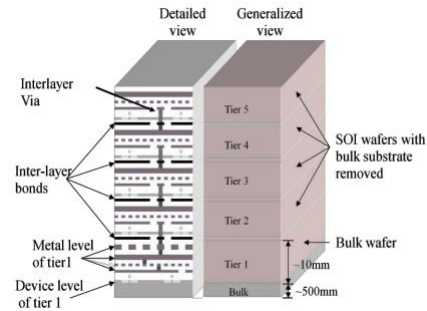 Detailed
view
Generalized
view
Interlayer
Via
Inter-layer
bonds
Metal level
of tier1
Device level
of tier 1
Tier 5
Tier 4
Tier 3
Tier 2
Tier 1
Bulk
SOI wafers with
bulk substrate
removed
Bulk wafer
~10mm
~500mm